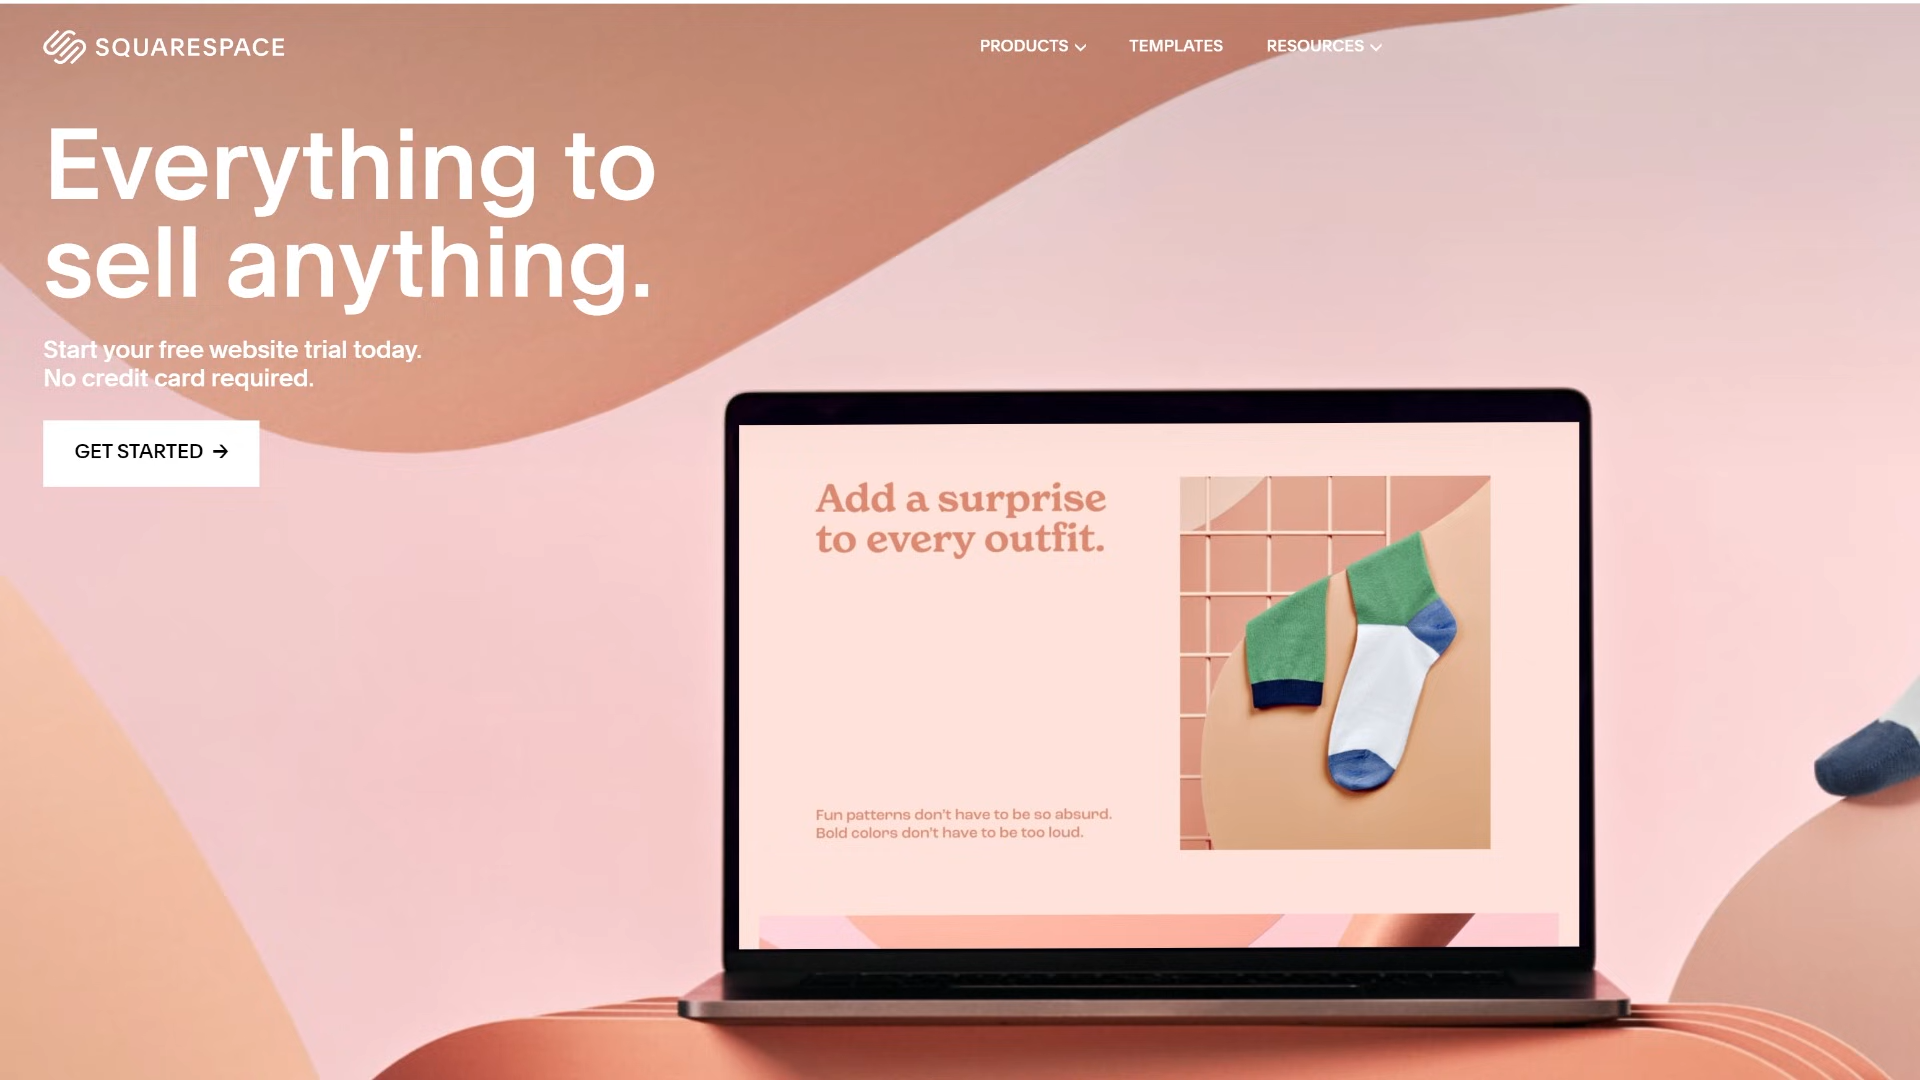 SQUARESPACE
PRODUCTS
TEMPLATES
RESOURCES
Everything to
sell anything.
Start your free website trial today.
No credit card required.
GET STARTED →
Add a surprise
to every outfit.
Fun patterns don't have to be so absurd.
Bold colors don't have to be too loud.